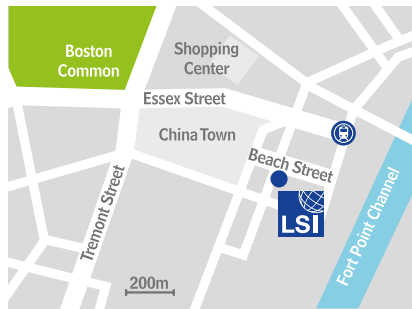 Boston
Common
Shopping
Center
Essex Street
China Town
Beach Street
Tremont Street
LSI
Fort Point Channel
200m